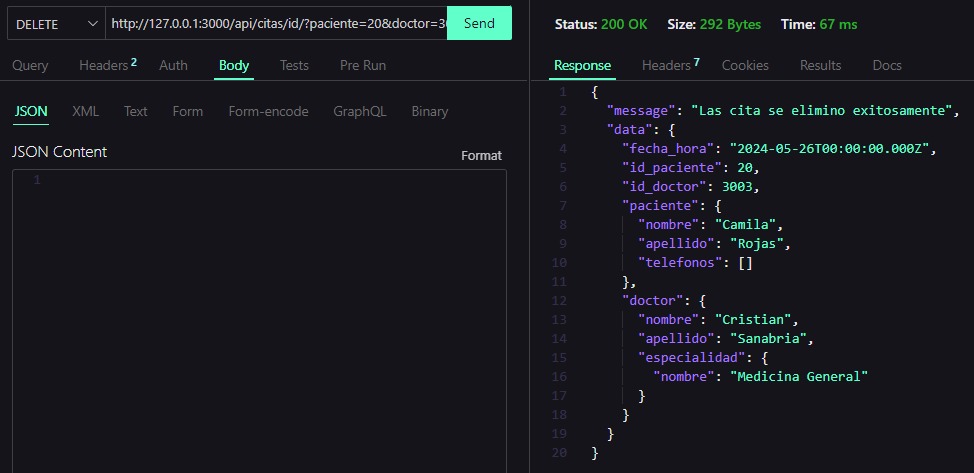 DELETE http://127.0.0.1:3000/api/citas/id/?paciente=20&doctor=30 Send
Query Headers 2 Auth Body Tests Pre Run
JSON XML Text Form Form-encode GraphQL Binary
JSON Content Format
1
Status: 200 OK Size: 292 Bytes Time: 67 ms
Response Headers 7 Cookies Results Docs
1 {
2 "message": "Las cita se elimino exitosamente",
3 "data": {
4 "fecha_hora": "2024-05-26T00:00:00.000Z",
5 "id_paciente": 20,
6 "id_doctor": 3003,
7 "paciente": {
8 "nombre": "Camila",
9 "apellido": "Rojas",
10 "telefonos": []
11 },
12 "doctor": {
13 "nombre": "Cristian",
14 "apellido": "Sanabria",
15 "especialidad": {
16 "nombre": "Medicina General"
17 }
18 }
19 }
20 }